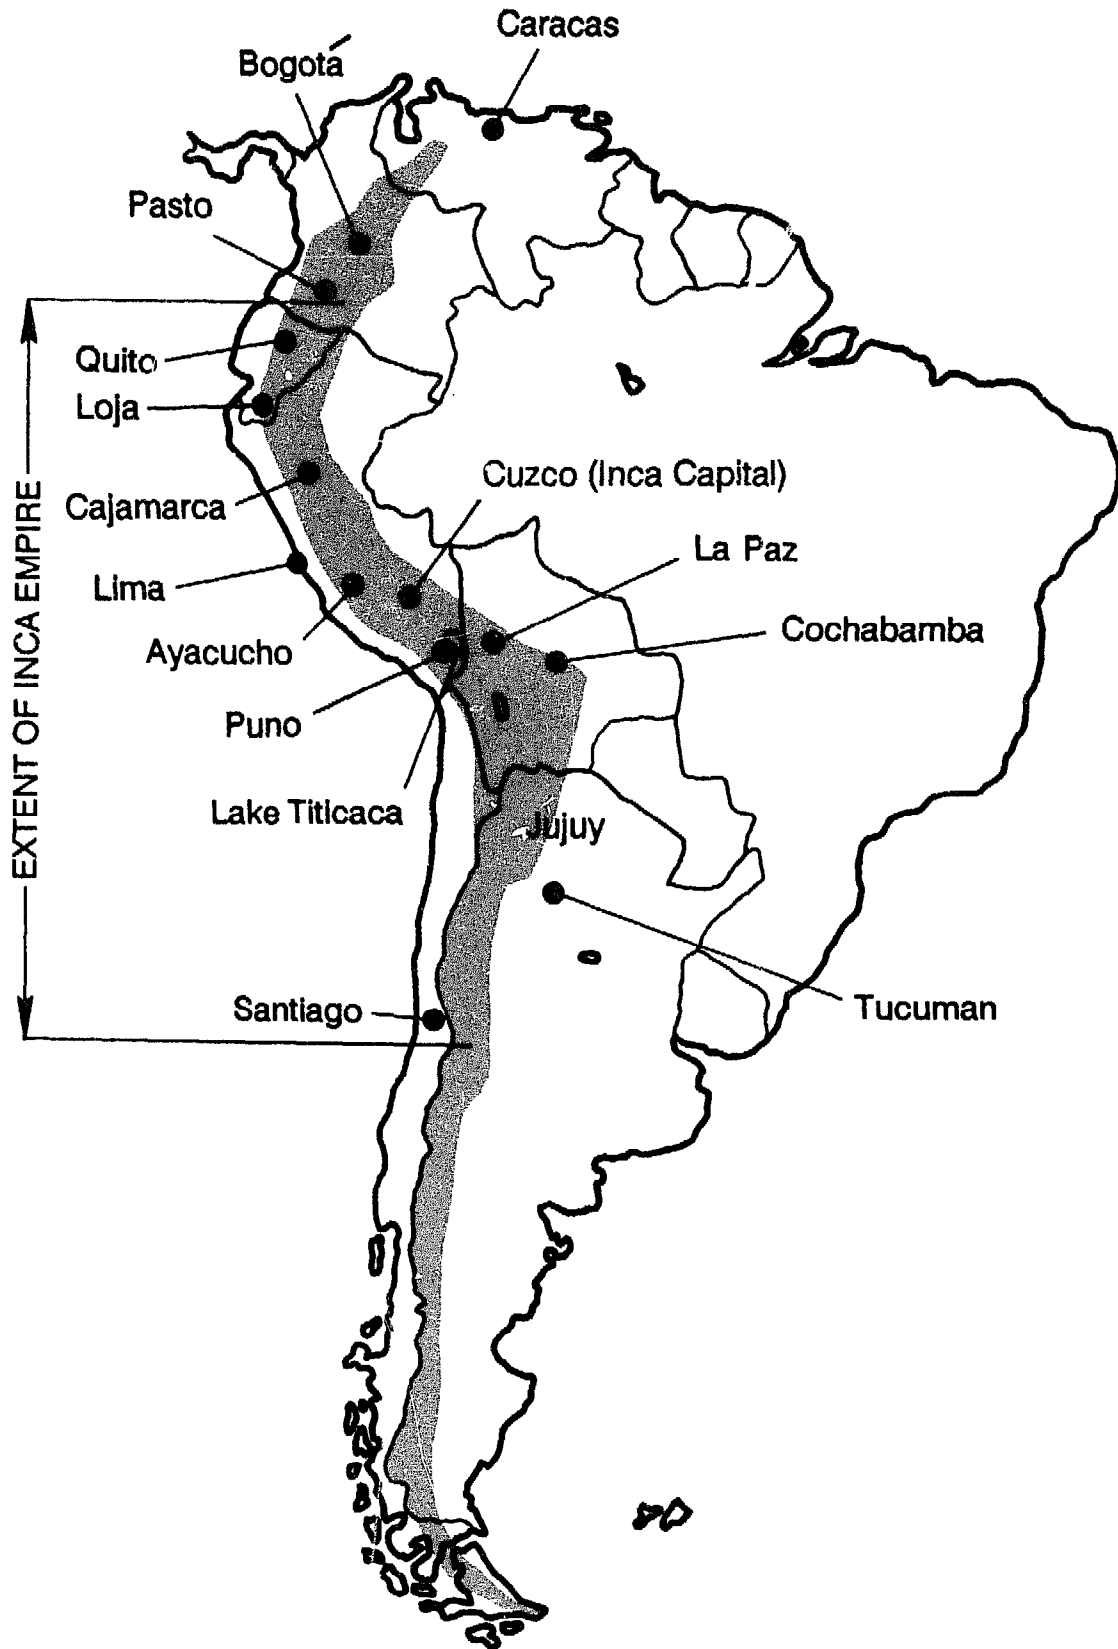 Caracas
Bogotá
Pasto
Quito
Loja
Cuzco (Inca Capital)
Cajamarca
La Paz
Lima
Cochabamba
Ayacucho
Puno
Lake Titicaca
Jujuy
EXTENT OF INCA EMPIRE
Santiago
Tucuman